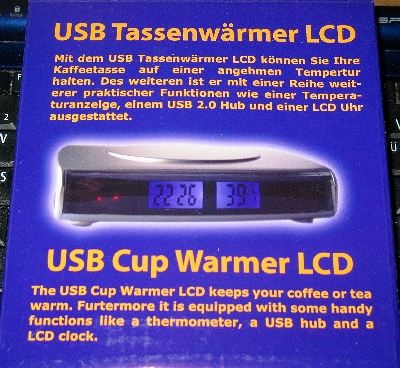 USB Tassenwärmer LCD
Mit dem USB Tassenwärmer LCD können Sie Ihre
Kaffeetasse auf einer angehmen Tempertur
halten. Des weiteren ist er mit einer Reihe weit-
erer praktischer Funktionen wie einer Tempera-
turanzeige, einem USB 2.0 Hub und einer LCD Uhr
ausgestattet.
22:26 39
USB Cup Warmer LCD
The USB Cup Warmer LCD keeps your coffee or tea
warm. Furtermore it is equipped with some handy
functions like a thermometer, a USB hub and a
LCD clock.